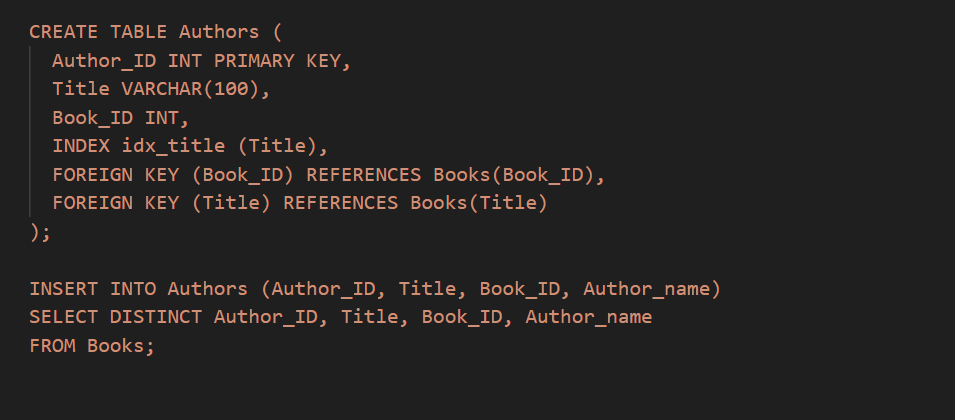 CREATE TABLE Authors (
Author_ID INT PRIMARY KEY,
Title VARCHAR(100),
Book_ID INT,
INDEX idx_title (Title),
FOREIGN KEY (Book_ID) REFERENCES Books(Book_ID),
FOREIGN KEY (Title) REFERENCES Books(Title)
);
INSERT INTO Authors (Author_ID, Title, Book_ID, Author_name)
SELECT DISTINCT Author_ID, Title, Book_ID, Author_name
FROM Books;